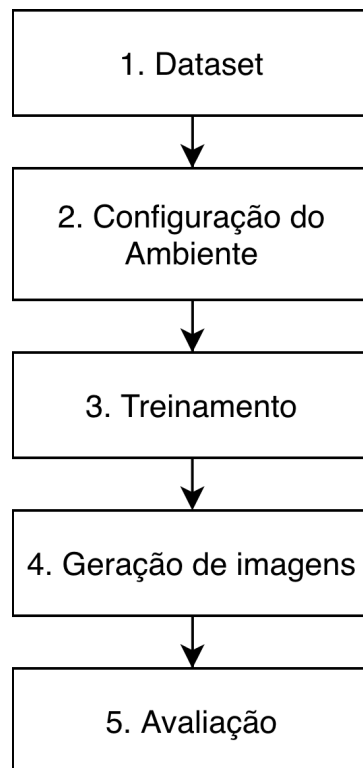 1. Dataset
2. Configuração do
Ambiente
3. Treinamento
4. Geração de imagens
5. Avaliação